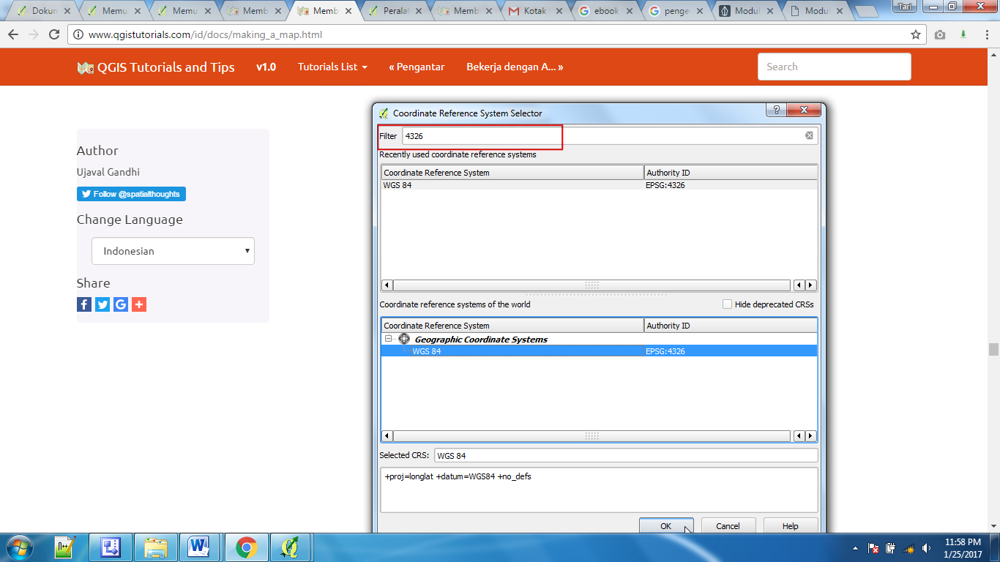 Dokun
Memu
Memu
Memb
Memb
Peralat
Memb
Kotak
ebook
penge
Modul
Modul
Tari
www.qgistutorials.com/id/docs/making_a_map.html
QGIS Tutorials and Tips v1.0 Tutorials List « Pengantar Bekerja dengan A... » Search
Author
Ujaval Gandhi
Follow @spatialthoughts
Change Language
Indonesian
Share
Coordinate Reference System Selector
Filter 4326
Recently used coordinate reference systems
Coordinate Reference System Authority ID
WGS 84 EPSG:4326
Coordinate reference systems of the world Hide deprecated CRSs
Coordinate Reference System Authority ID
Geographic Coordinate Systems
WGS 84 EPSG:4326
Selected CRS: WGS 84
+proj=longlat +datum=WGS84 +no_defs
OK Cancel Help
11:58 PM
1/25/2017